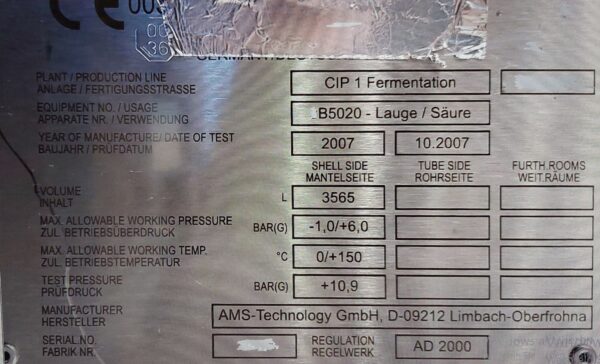 CE 003
00
36
PLANT / PRODUCTION LINE
ANLAGE / FERTIGUNGSSTRASSE
CIP 1 Fermentation
EQUIPMENT NO. / USAGE
APPARATE NR. / VERWENDUNG
B5020 - Lauge / Säure
YEAR OF MANUFACTURE/ DATE OF TEST
BAUJAHR / PRÜFDATUM
2007 10.2007
SHELL SIDE TUBE SIDE FURTH.ROOMS
MANTELSEITE ROHRSEITE WEIT.RÄUME
VOLUME
INHALT
L 3565
MAX. ALLOWABLE WORKING PRESSURE
ZUL. BETRIEBSÜBERDRUCK
BAR(G) -1,0/+6,0
MAX. ALLOWABLE WORKING TEMP.
ZUL. BETRIEBSTEMPERATUR
°C 0/+150
TEST PRESSURE
PRÜFDRUCK
BAR(G) +10,9
MANUFACTURER
HERSTELLER
AMS-Technology GmbH, D-09212 Limbach-Oberfrohna
SERIAL.NO.
FABRIK NR.
REGULATION
REGELWERK
AD 2000